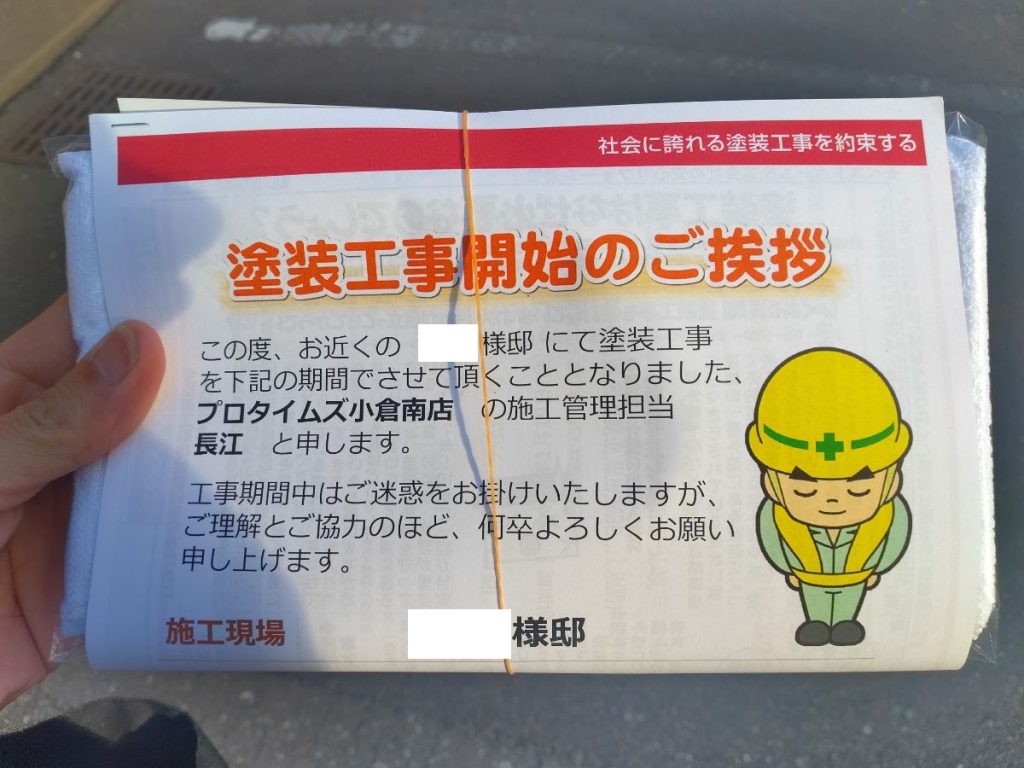 社会に誇れる塗装工事を約束する
塗装工事開始のご挨拶
この度、お近くの 様邸 にて塗装工事
を下記の期間でさせて頂くこととなりました、
プロタイムズ小倉南店 の施工管理担当
長江 と申します。
工事期間中はご迷惑をお掛けいたしますが、
ご理解とご協力のほど、何卒よろしくお願い
申し上げます。
施工現場 様邸